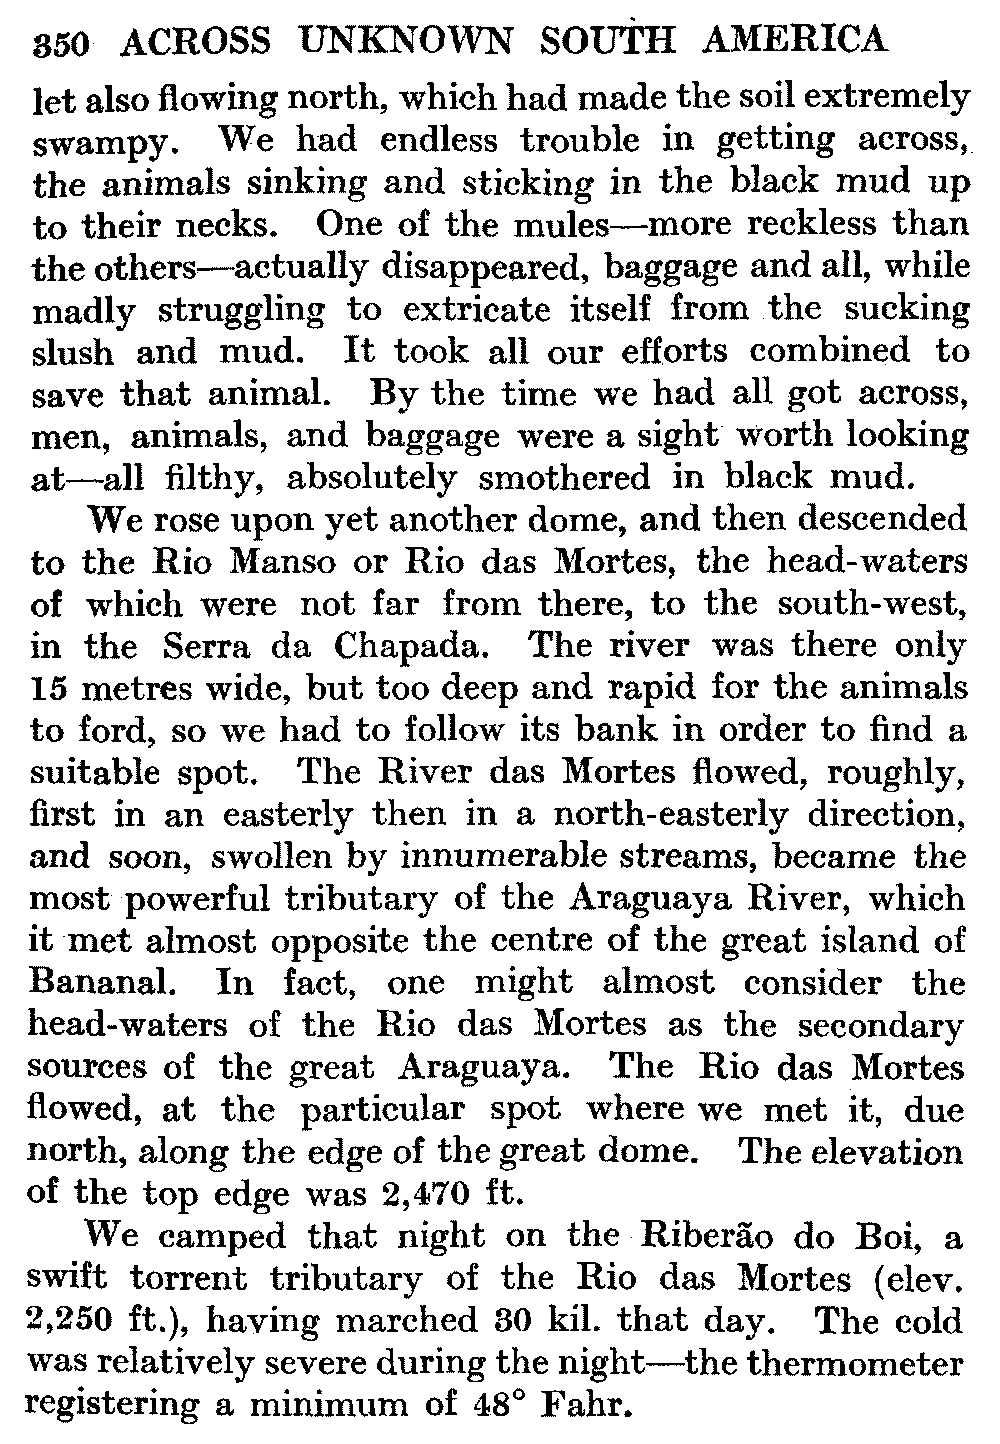 350 ACROSS UNKNOWN SOUTH AMERICA
let also flowing north, which had made the soil extremely
swampy. We had endless trouble in getting across,
the animals sinking and sticking in the black mud up
to their necks. One of the mules—more reckless than
the others—actually disappeared, baggage and all, while
madly struggling to extricate itself from the sucking
slush and mud. It took all our efforts combined to
save that animal. By the time we had all got across,
men, animals, and baggage were a sight worth looking
at—all filthy, absolutely smothered in black mud.
We rose upon yet another dome, and then descended
to the Rio Manso or Rio das Mortes, the head-waters
of which were not far from there, to the south-west,
in the Serra da Chapada. The river was there only
15 metres wide, but too deep and rapid for the animals
to ford, so we had to follow its bank in order to find a
suitable spot. The River das Mortes flowed, roughly,
first in an easterly then in a north-easterly direction,
and soon, swollen by innumerable streams, became the
most powerful tributary of the Araguaya River, which
it met almost opposite the centre of the great island of
Bananal. In fact, one might almost consider the
head-waters of the Rio das Mortes as the secondary
sources of the great Araguaya. The Rio das Mortes
flowed, at the particular spot where we met it, due
north, along the edge of the great dome. The elevation
of the top edge was 2,470 ft.
We camped that night on the Riberão do Boi, a
swift torrent tributary of the Rio das Mortes (elev.
2,250 ft.), having marched 30 kil. that day. The cold
was relatively severe during the night—the thermometer
registering a minimum of 48° Fahr.